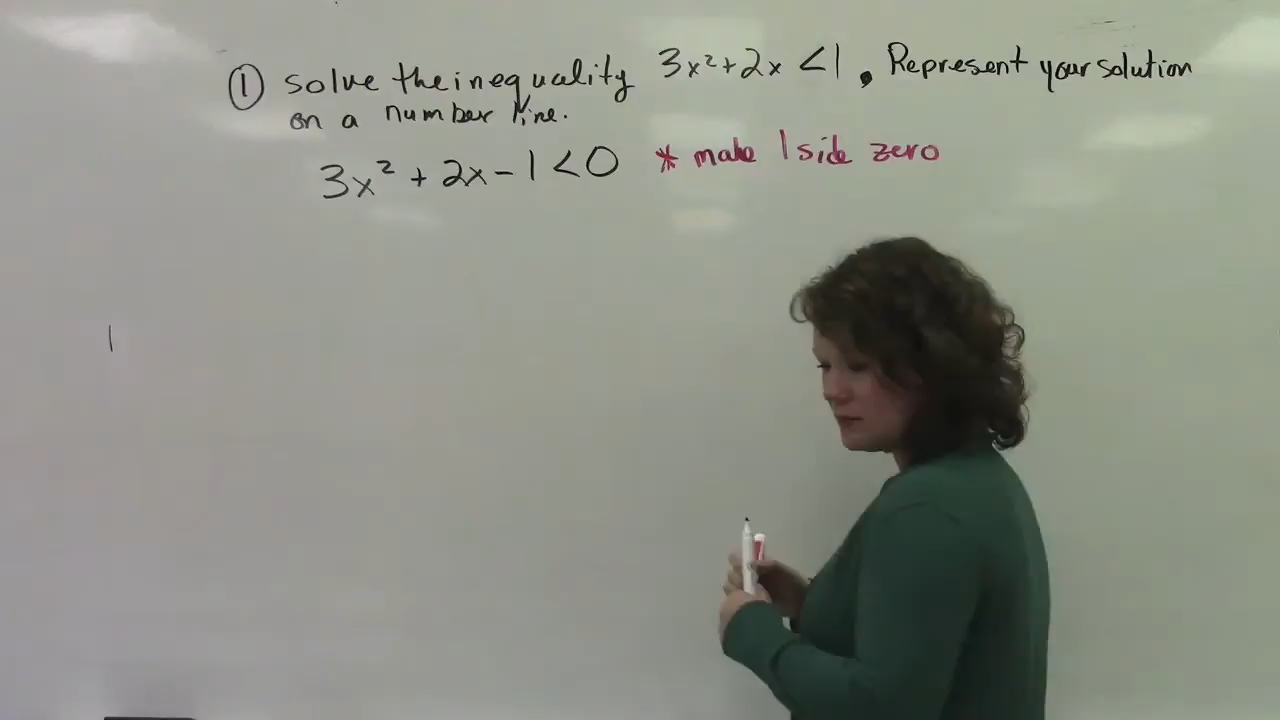 ① solve the inequality 3x²+2x <1. Represent your solution
on a number line.
3x² + 2x - 1 < 0 * make 1 side zero